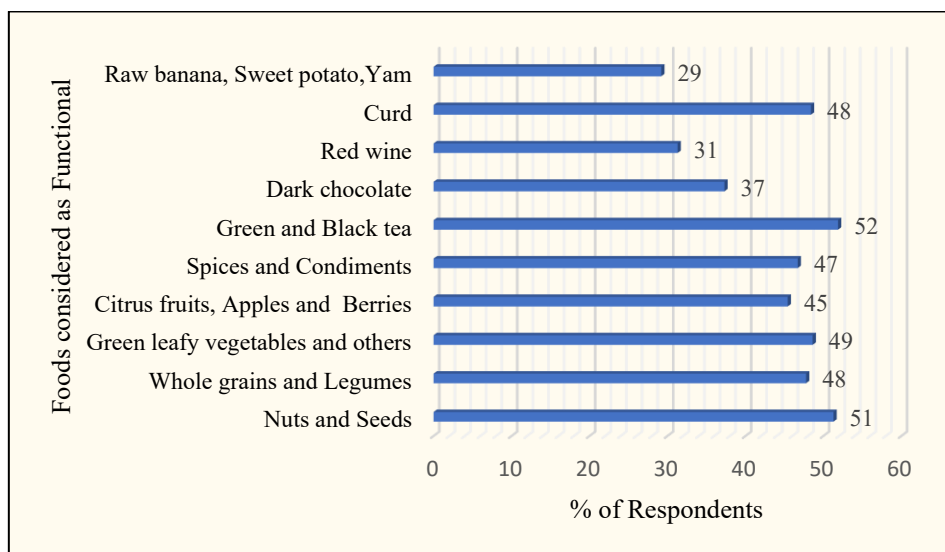 Foods considered as Functional
Raw banana, Sweet potato,Yam
29
Curd
48
Red wine
31
Dark chocolate
37
Green and Black tea
52
Spices and Condiments
47
Citrus fruits, Apples and  Berries
45
Green leafy vegetables and others
49
Whole grains and Legumes
48
Nuts and Seeds
51
0 10 20 30 40 50 60
% of Respondents